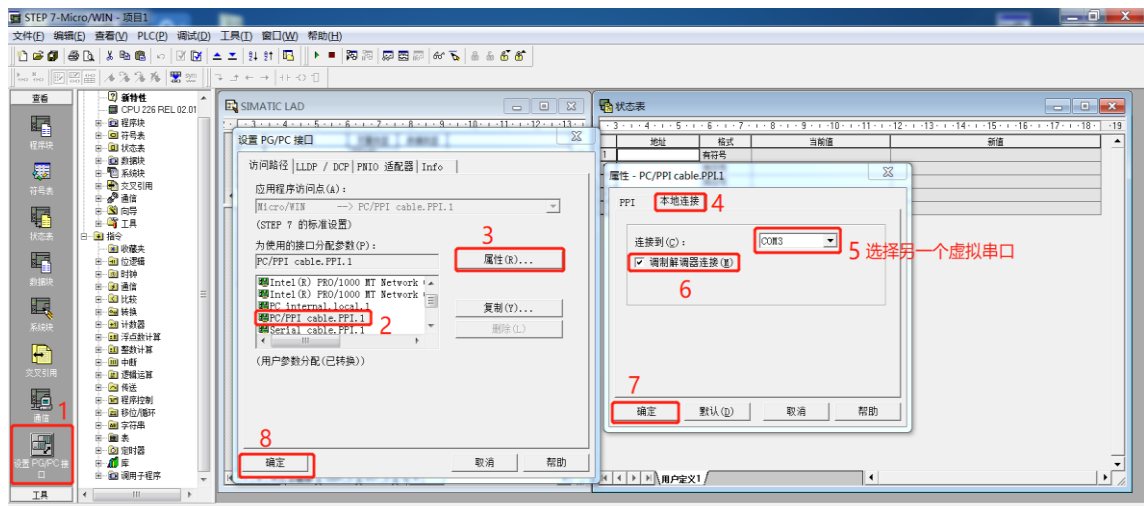 STEP 7-Micro/WIN - 项目1
文件(F) 编辑(E) 查看(V) PLC(P) 调试(D) 工具(T) 窗口(W) 帮助(H)
查看
程序块
符号表
状态表
数据块
系统块
交叉引用
通信
1
设置 PG/PC 接
口
工具
新特性
CPU 226 REL 02.01
程序块
符号表
状态表
数据块
系统块
交叉引用
通信
向导
工具
指令
收藏夹
位逻辑
时钟
通信
比较
转换
计数器
浮点数计算
整数计算
中断
逻辑运算
传送
程序控制
移位/循环
字符串
表
定时器
库
调用子程序
SIMATIC LAD
设置 PG/PC 接口
访问路径 LLDP / DCP PNIO 适配器 Info
应用程序访问点(A):
Micro/WIN --> PC/PPI cable.PPI.1
(STEP 7 的标准设置)
为使用的接口分配参数(P):
PC/PPI cable.PPI.1
3
属性(R)...
Intel(R) PRO/1000 MT Network
Intel(R) PRO/1000 MT Network
PC internal.local.1
PC/PPI cable.PPI.1
2
Serial cable.PPI.1
复制(Y)...
删除(L)
(用户参数分配(已转换))
8
确定 取消 帮助
状态表
地址 格式 当前值 新值
1 有符号
属性 - PC/PPI cable.PPI.1
PPI 本地连接 4
连接到(C): COM3
5 选择另一个虚拟串口
调制解调器连接(M)
6
7
确定 默认(D) 取消 帮助
用户定义1